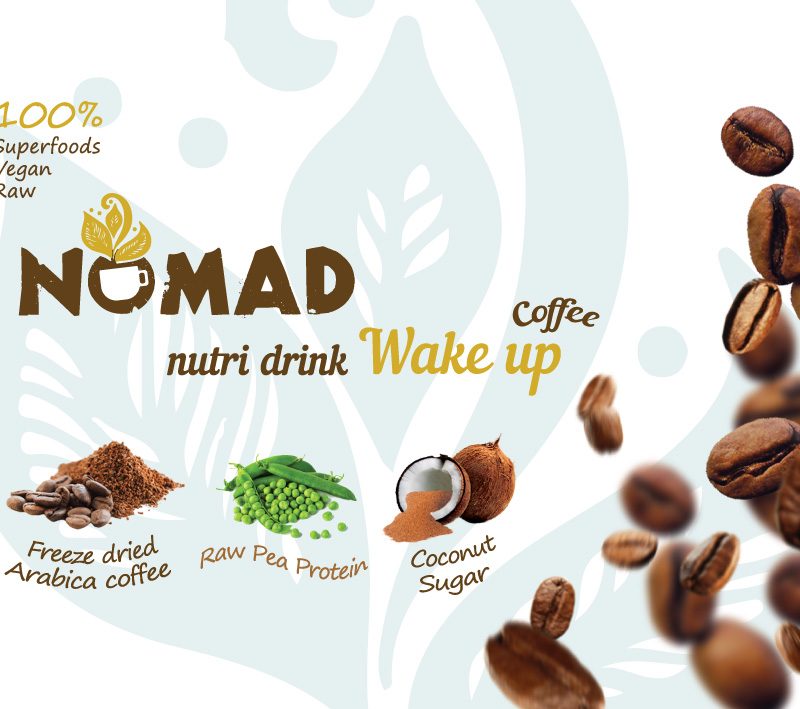 100%
Superfoods
Vegan
Raw
NOMAD
Coffee
nutri drink Wake up
Freeze dried
Arabica coffee
Raw Pea Protein
Coconut
Sugar